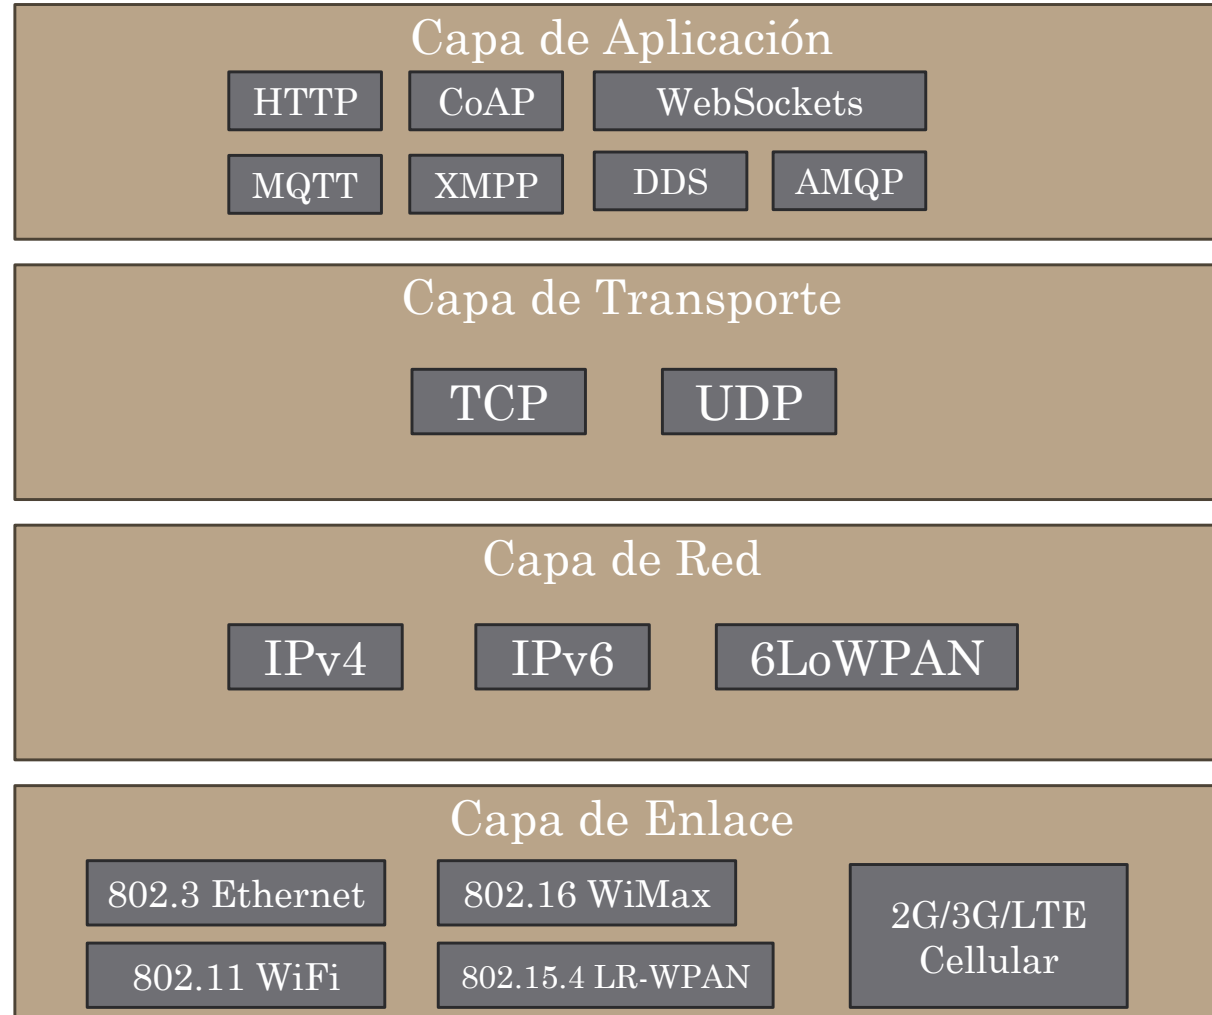 Capa de Aplicación
HTTP
CoAP
WebSockets
MQTT
XMPP
DDS
AMQP
Capa de Transporte
TCP
UDP
Capa de Red
IPv4
IPv6
6LoWPAN
Capa de Enlace
802.3 Ethernet
802.16 WiMax
2G/3G/LTE
Cellular
802.11 WiFi
802.15.4 LR-WPAN